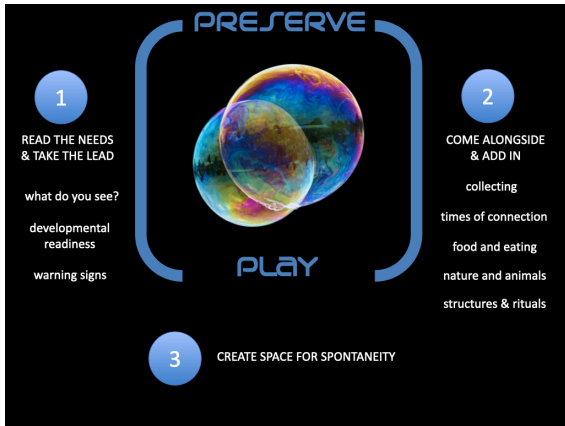 PRESERVE
1
READ THE NEEDS
& TAKE THE LEAD
what do you see?
developmental
readiness
warning signs
2
COME ALONGSIDE
& ADD IN
collecting
times of connection
food and eating
nature and animals
structures & rituals
PLAY
3
CREATE SPACE FOR SPONTANEITY